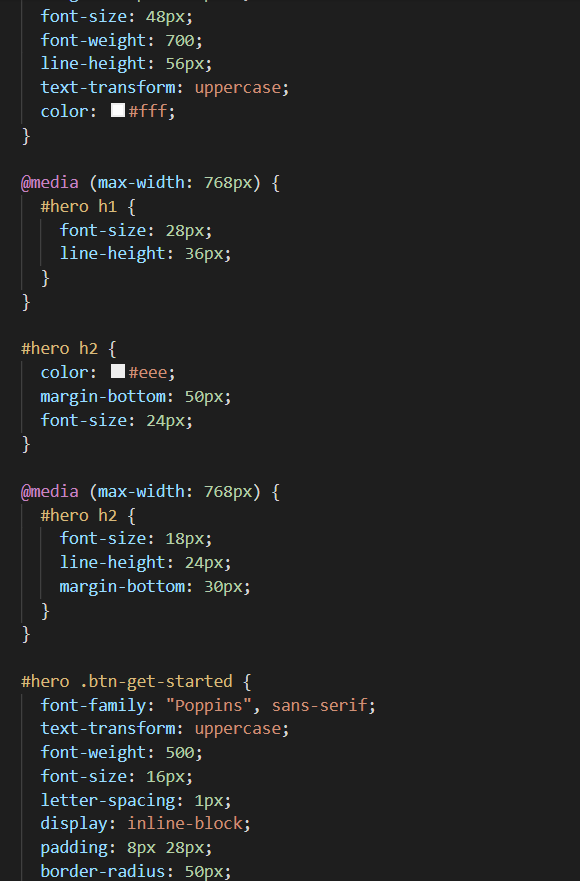 font-size: 48px;
font-weight: 700;
line-height: 56px;
text-transform: uppercase;
color: #fff;
}
@media (max-width: 768px) {
#hero h1 {
font-size: 28px;
line-height: 36px;
}
}
#hero h2 {
color: #eee;
margin-bottom: 50px;
font-size: 24px;
}
@media (max-width: 768px) {
#hero h2 {
font-size: 18px;
line-height: 24px;
margin-bottom: 30px;
}
}
#hero .btn-get-started {
font-family: "Poppins", sans-serif;
text-transform: uppercase;
font-weight: 500;
font-size: 16px;
letter-spacing: 1px;
display: inline-block;
padding: 8px 28px;
border-radius: 50px;